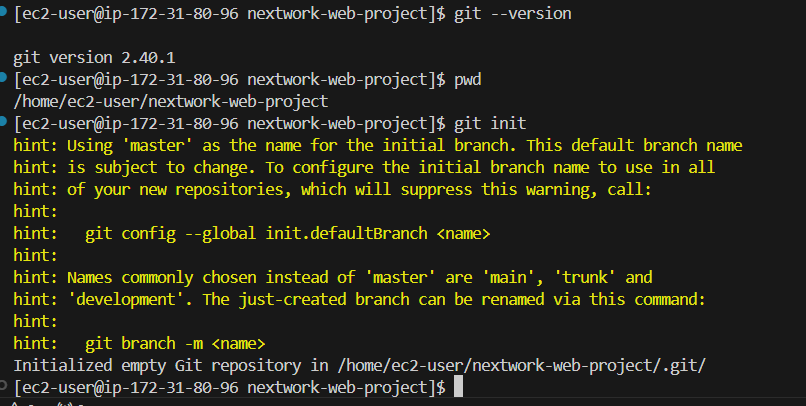 [ec2-user@ip-172-31-80-96 nextwork-web-project]$ git --version
git version 2.40.1
[ec2-user@ip-172-31-80-96 nextwork-web-project]$ pwd
/home/ec2-user/nextwork-web-project
[ec2-user@ip-172-31-80-96 nextwork-web-project]$ git init
hint: Using 'master' as the name for the initial branch. This default branch name
hint: is subject to change. To configure the initial branch name to use in all
hint: of your new repositories, which will suppress this warning, call:
hint:
hint:   git config --global init.defaultBranch <name>
hint:
hint: Names commonly chosen instead of 'master' are 'main', 'trunk' and
hint: 'development'. The just-created branch can be renamed via this command:
hint:
hint:   git branch -m <name>
Initialized empty Git repository in /home/ec2-user/nextwork-web-project/.git/
[ec2-user@ip-172-31-80-96 nextwork-web-project]$